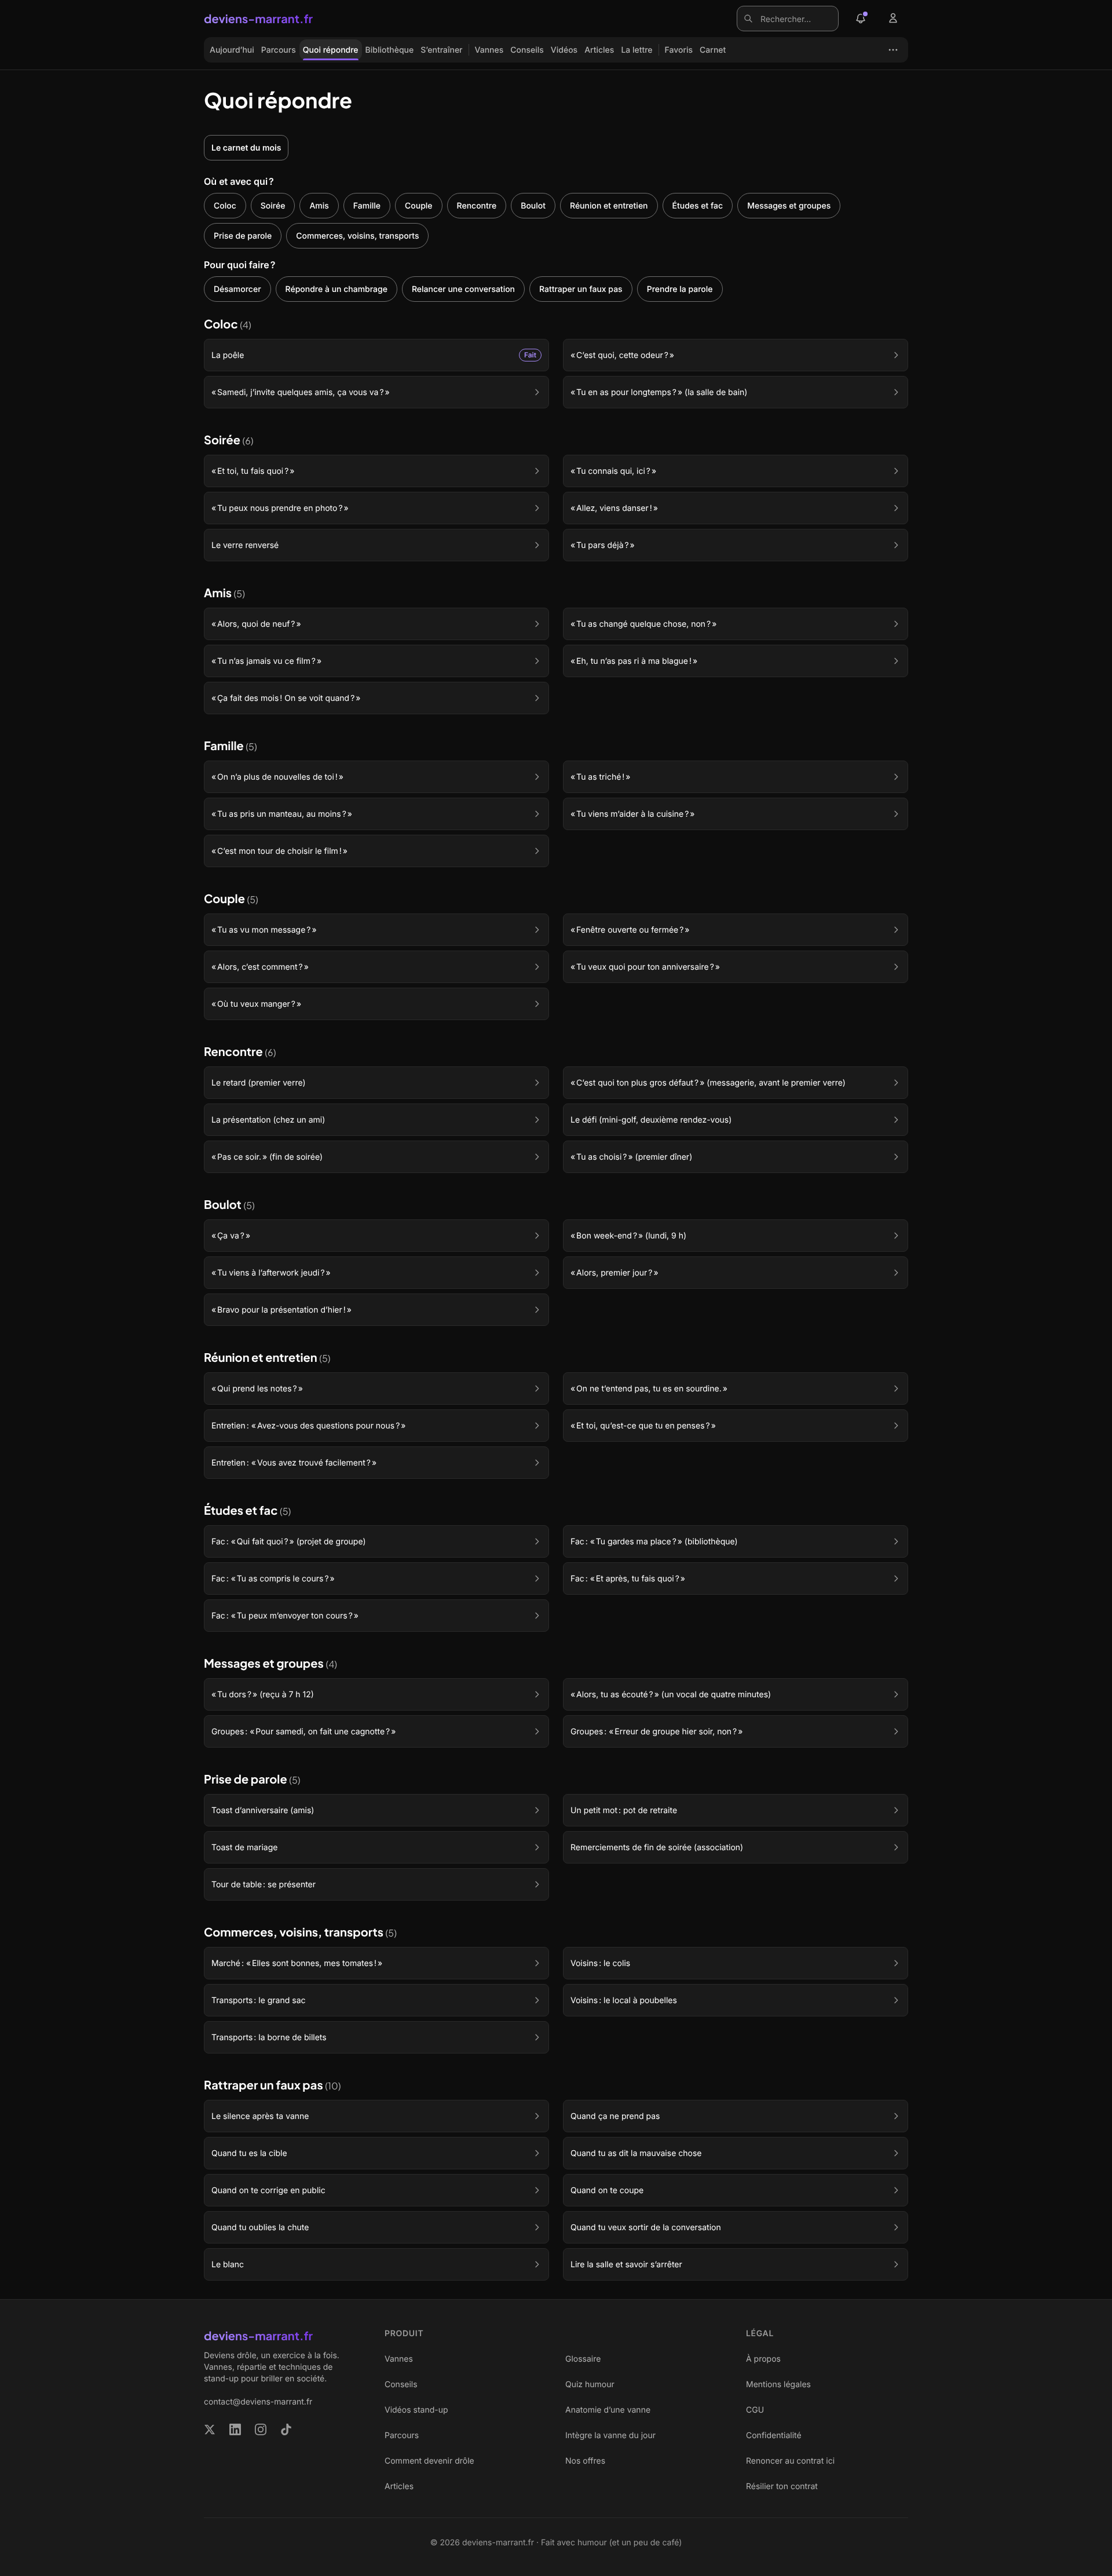 deviens-marrant.fr
Rechercher...
Aujourd’hui Parcours Quoi répondre Bibliothèque S’entraîner Vannes Conseils Vidéos Articles La lettre Favoris Carnet
Quoi répondre
Le carnet du mois
Où et avec qui ?
Coloc Soirée Amis Famille Couple Rencontre Boulot Réunion et entretien Études et fac Messages et groupes
Prise de parole Commerces, voisins, transports
Pour quoi faire ?
Désamorcer Répondre à un chambrage Relancer une conversation Rattraper un faux pas Prendre la parole
Coloc (4)
La poêle Fait
« C’est quoi, cette odeur ? »
« Samedi, j’invite quelques amis, ça vous va ? »
« Tu en as pour longtemps ? » (la salle de bain)
Soirée (6)
« Et toi, tu fais quoi ? »
« Tu connais qui, ici ? »
« Tu peux nous prendre en photo ? »
« Allez, viens danser ! »
Le verre renversé
« Tu pars déjà ? »
Amis (5)
« Alors, quoi de neuf ? »
« Tu as changé quelque chose, non ? »
« Tu n’as jamais vu ce film ? »
« Eh, tu n’as pas ri à ma blague ! »
« Ça fait des mois ! On se voit quand ? »
Famille (5)
« On n’a plus de nouvelles de toi ! »
« Tu as triché ! »
« Tu as pris un manteau, au moins ? »
« Tu viens m’aider à la cuisine ? »
« C’est mon tour de choisir le film ! »
Couple (5)
« Tu as vu mon message ? »
« Fenêtre ouverte ou fermée ? »
« Alors, c’est comment ? »
« Tu veux quoi pour ton anniversaire ? »
« Où tu veux manger ? »
Rencontre (6)
Le retard (premier verre)
« C’est quoi ton plus gros défaut ? » (messagerie, avant le premier verre)
La présentation (chez un ami)
Le défi (mini-golf, deuxième rendez-vous)
« Pas ce soir. » (fin de soirée)
« Tu as choisi ? » (premier dîner)
Boulot (5)
« Ça va ? »
« Bon week-end ? » (lundi, 9 h)
« Tu viens à l’afterwork jeudi ? »
« Alors, premier jour ? »
« Bravo pour la présentation d’hier ! »
Réunion et entretien (5)
« Qui prend les notes ? »
« On ne t’entend pas, tu es en sourdine. »
Entretien : « Avez-vous des questions pour nous ? »
« Et toi, qu’est-ce que tu en penses ? »
Entretien : « Vous avez trouvé facilement ? »
Études et fac (5)
Fac : « Qui fait quoi ? » (projet de groupe)
Fac : « Tu gardes ma place ? » (bibliothèque)
Fac : « Tu as compris le cours ? »
Fac : « Et après, tu fais quoi ? »
Fac : « Tu peux m’envoyer ton cours ? »
Messages et groupes (4)
« Tu dors ? » (reçu à 7 h 12)
« Alors, tu as écouté ? » (un vocal de quatre minutes)
Groupes : « Pour samedi, on fait une cagnotte ? »
Groupes : « Erreur de groupe hier soir, non ? »
Prise de parole (5)
Toast d’anniversaire (amis)
Un petit mot : pot de retraite
Toast de mariage
Remerciements de fin de soirée (association)
Tour de table : se présenter
Commerces, voisins, transports (5)
Marché : « Elles sont bonnes, mes tomates ! »
Voisins : le colis
Transports : le grand sac
Voisins : le local à poubelles
Transports : la borne de billets
Rattraper un faux pas (10)
Le silence après ta vanne
Quand ça ne prend pas
Quand tu es la cible
Quand tu as dit la mauvaise chose
Quand on te corrige en public
Quand on te coupe
Quand tu oublies la chute
Quand tu veux sortir de la conversation
Le blanc
Lire la salle et savoir s’arrêter
deviens-marrant.fr
Deviens drôle, un exercice à la fois.
Vannes, répartie et techniques de
stand-up pour briller en société.
contact@deviens-marrant.fr
PRODUIT
Vannes
Conseils
Vidéos stand-up
Parcours
Comment devenir drôle
Articles
Glossaire
Quiz humour
Anatomie d’une vanne
Intègre la vanne du jour
Nos offres
LÉGAL
À propos
Mentions légales
CGU
Confidentialité
Renoncer au contrat ici
Résilier ton contrat
© 2026 deviens-marrant.fr · Fait avec humour (et un peu de café)